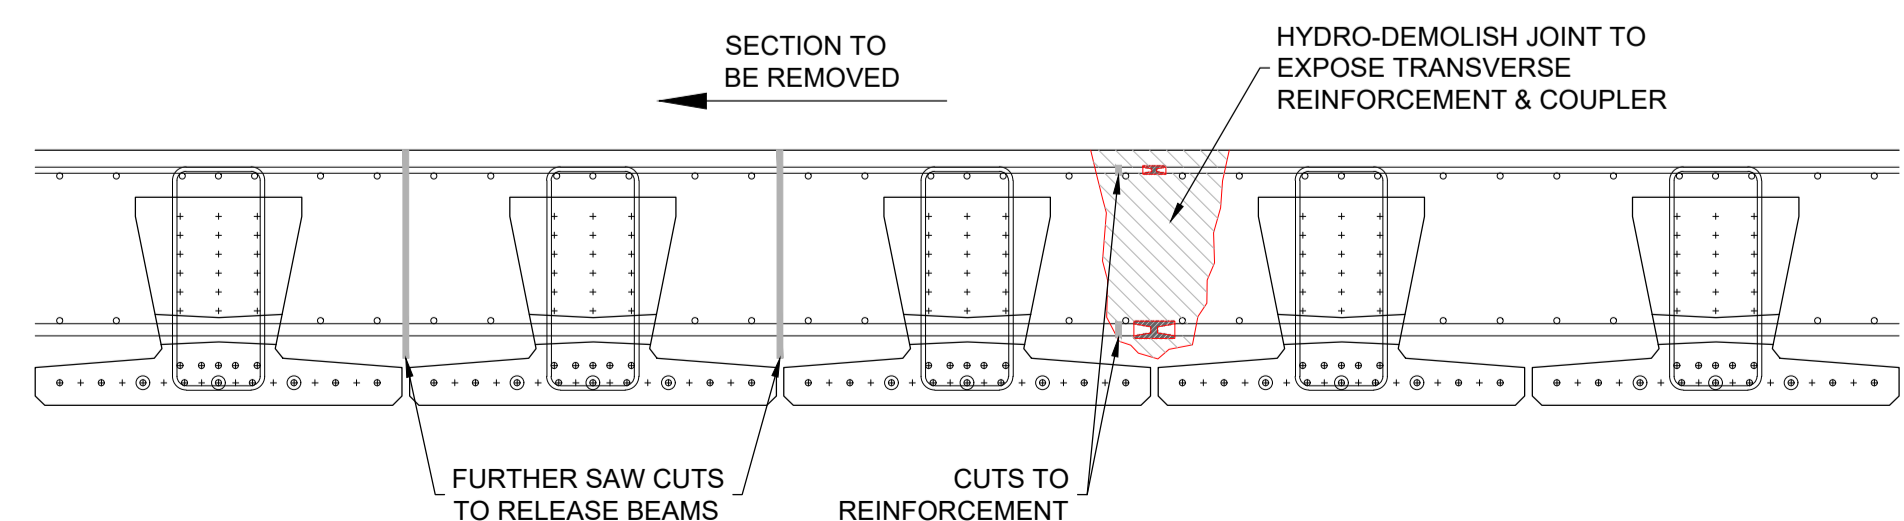 SECTION TO
BE REMOVED
HYDRO-DEMOLISH JOINT TO
EXPOSE TRANSVERSE
REINFORCEMENT & COUPLER
FURTHER SAW CUTS
TO RELEASE BEAMS
CUTS TO
REINFORCEMENT